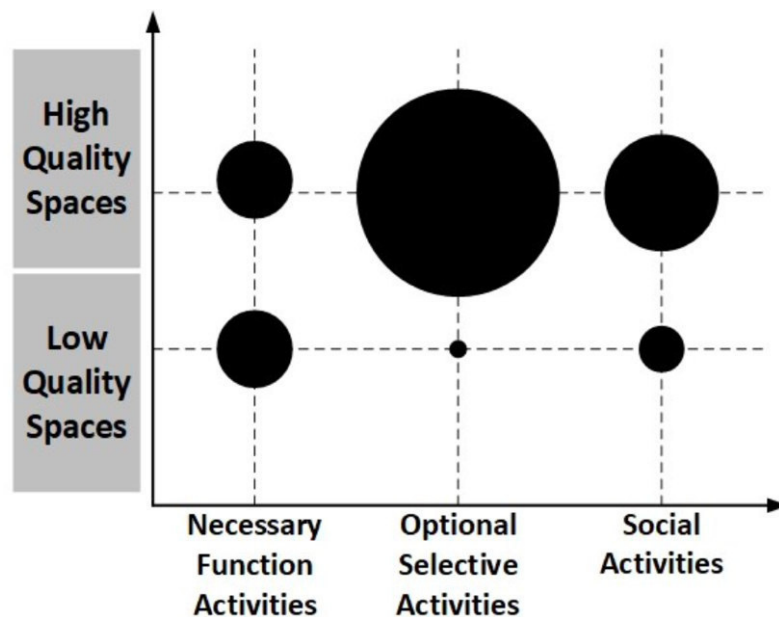 High
Quality
Spaces
Low
Quality
Spaces
Necessary
Function
Activities
Optional
Selective
Activities
Social
Activities